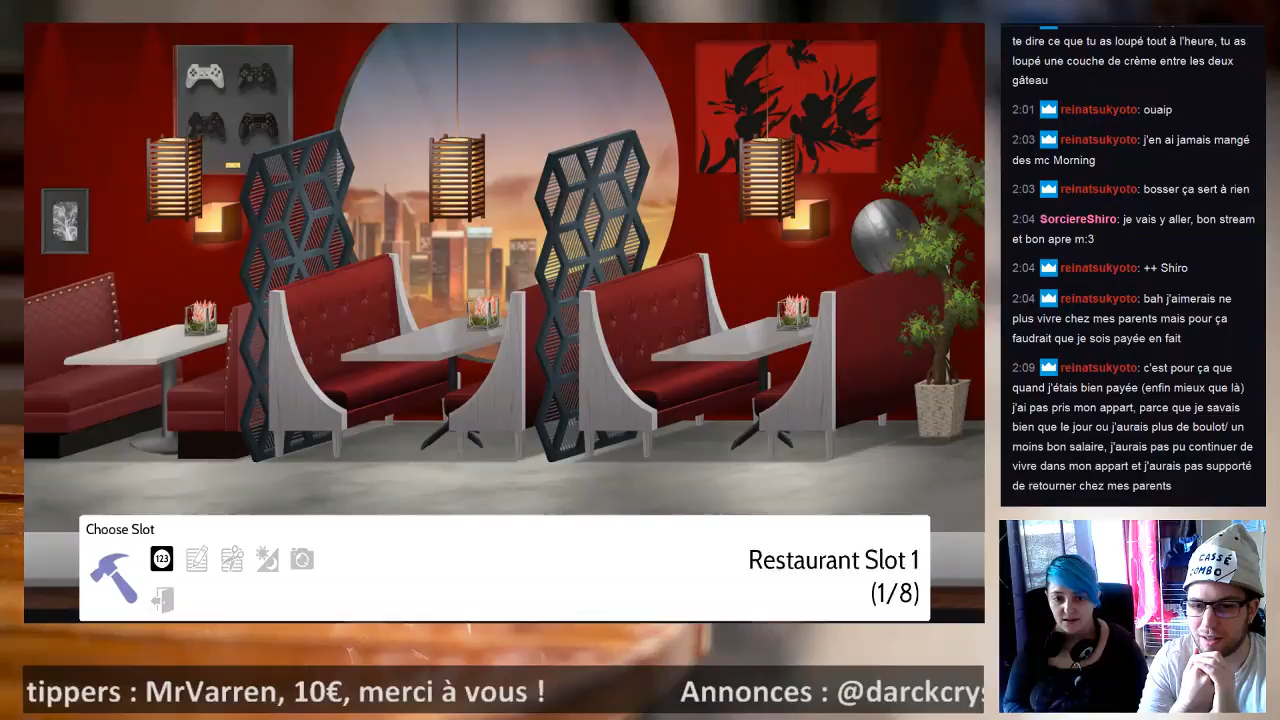 te dire ce que tu as loupé tout à l'heure, tu as
loupé une couche de crème entre les deux
gâteau
2:01 reinatsukyoto: ouaip
2:03 reinatsukyoto: j'en ai jamais mangé
des mc Morning
2:03 reinatsukyoto: bosser ça sert à rien
2:04 SorciereShiro: je vais y aller, bon stream
et bon apre m:3
2:04 reinatsukyoto: ++ Shiro
2:04 reinatsukyoto: bah j'aimerais ne
plus vivre chez mes parents mais pour ça
faudrait que je sois payée en fait
2:09 reinatsukyoto: c'est pour ça que
quand j'étais bien payée (enfin mieux que là)
j'ai pas pris mon appart, parce que je savais
bien que le jour ou j'aurais plus de boulot/ un
moins bon salaire, j'aurais pas pu continuer de
vivre dans mon appart et j'aurais pas supporté
de retourner chez mes parents
Choose Slot
123
Restaurant Slot 1
(1/8)
CASSÉ
COMBO
tippers : MrVarren, 10€, merci à vous !
Annonces : @darckcrys